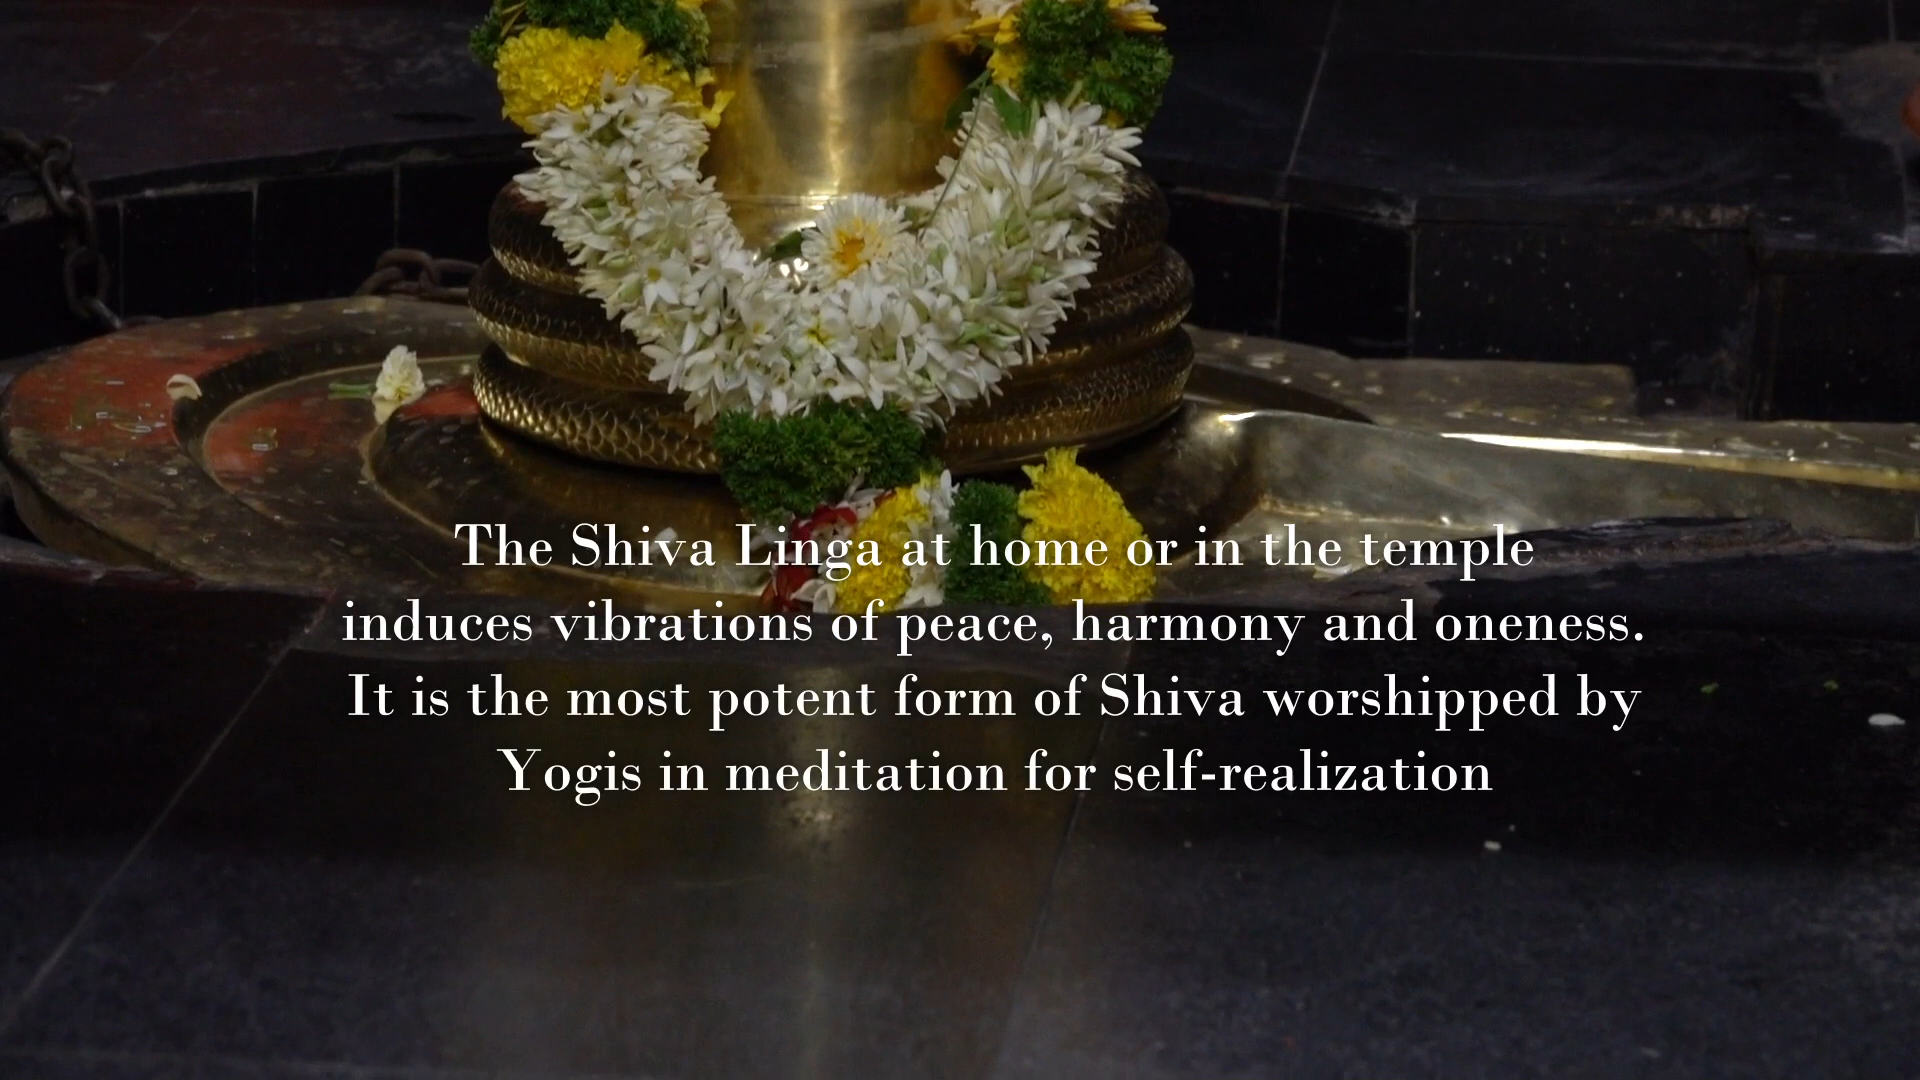 The Shiva Linga at home or in the temple
induces vibrations of peace, harmony and oneness.
It is the most potent form of Shiva worshipped by
Yogis in meditation for self-realization